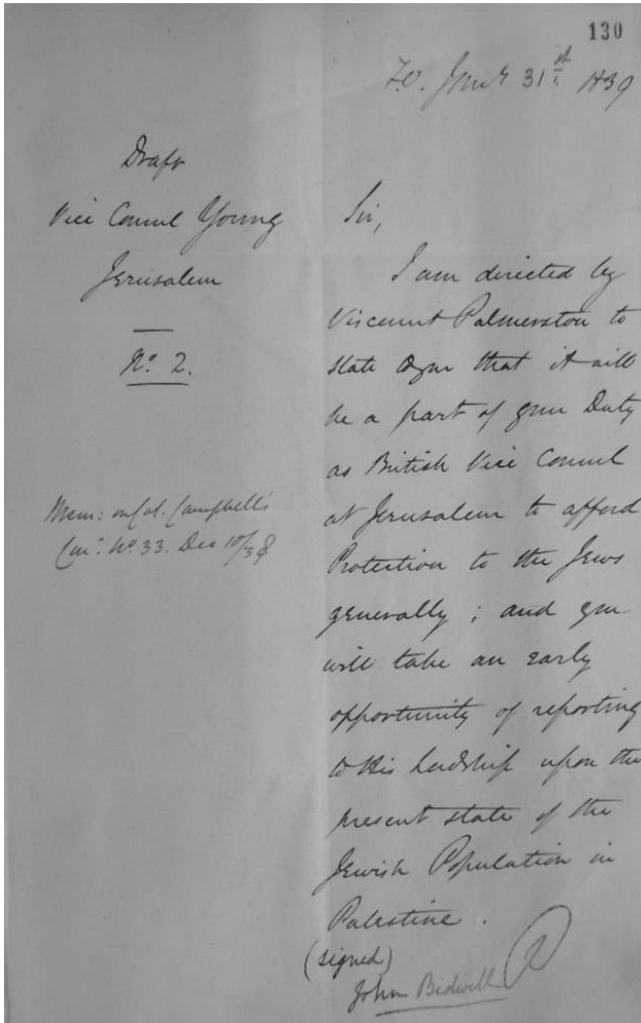 130
F.O. Jany 31st 1839
Draft
Vice Consul Young
Jerusalem
No. 2.
Mem: on Col. Campbell's
No 33. Dec 10/38
Sir,
I am directed by
Viscount Palmerston to
state to you that it will
be a part of your Duty
as British Vice Consul
at Jerusalem to afford
Protection to the Jews
generally; and you
will take an early
opportunity of reporting
to His Lordship upon the
present state of the
Jewish Population in
Palestine.
(signed)
John Bidwell